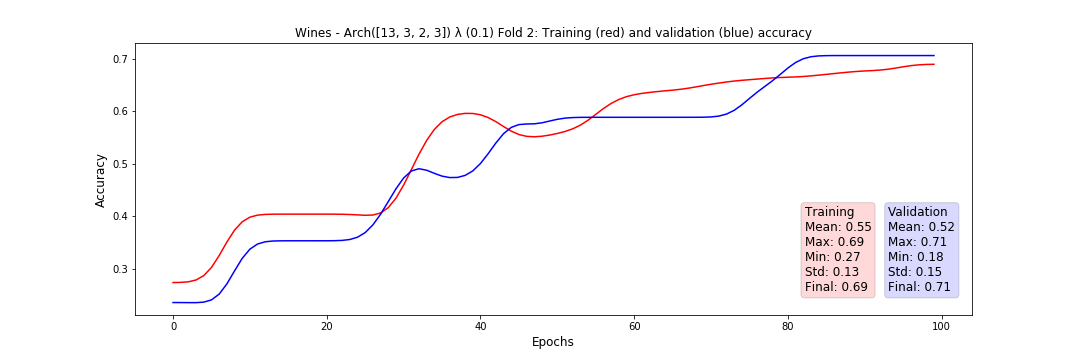 Wines - Arch([13, 3, 2, 3]) λ (0.1) Fold 2: Training (red) and validation (blue) accuracy
Accuracy
0.7
0.6
0.5
0.4
0.3
Training
Mean: 0.55
Max: 0.69
Min: 0.27
Std: 0.13
Final: 0.69
Validation
Mean: 0.52
Max: 0.71
Min: 0.18
Std: 0.15
Final: 0.71
0 20 40 60 80 100
Epochs